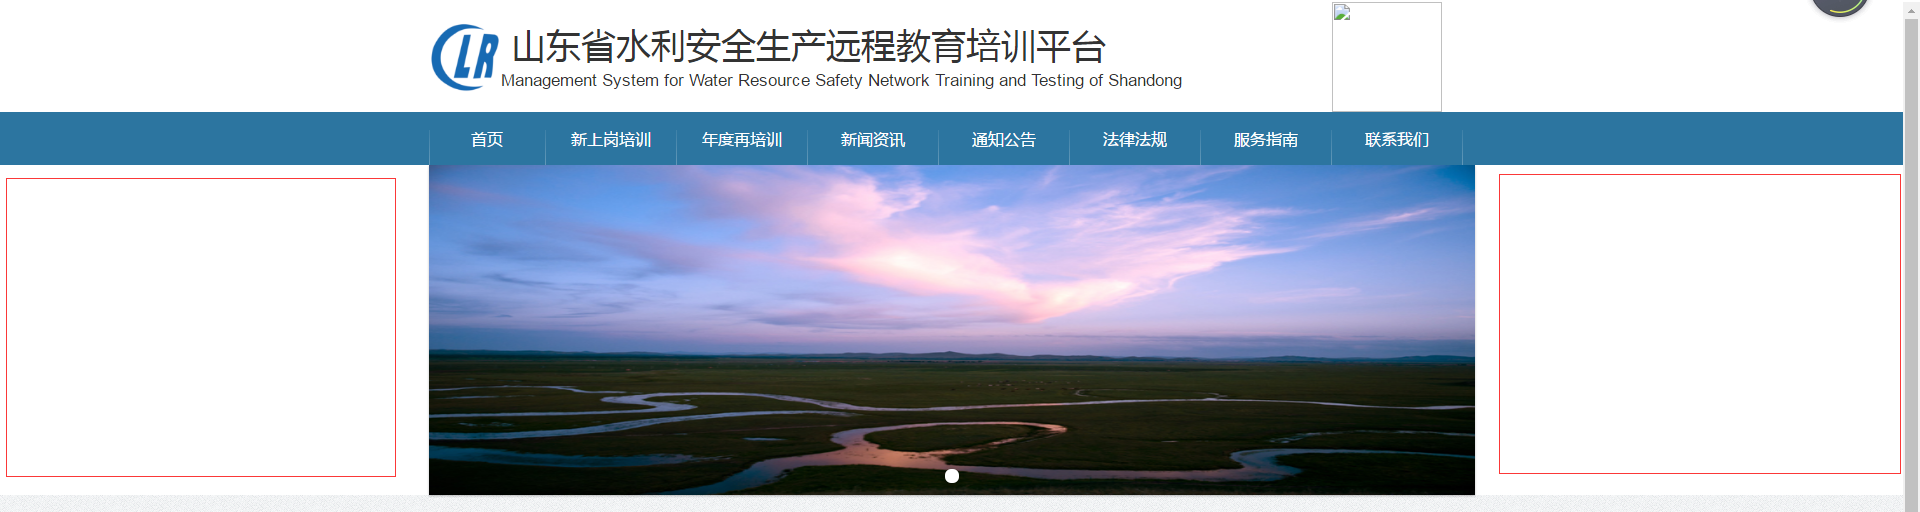 LR
山东省水利安全生产远程教育培训平台
Management System for Water Resource Safety Network Training and Testing of Shandong
首页 新上岗培训 年度再培训 新闻资讯 通知公告 法律法规 服务指南 联系我们